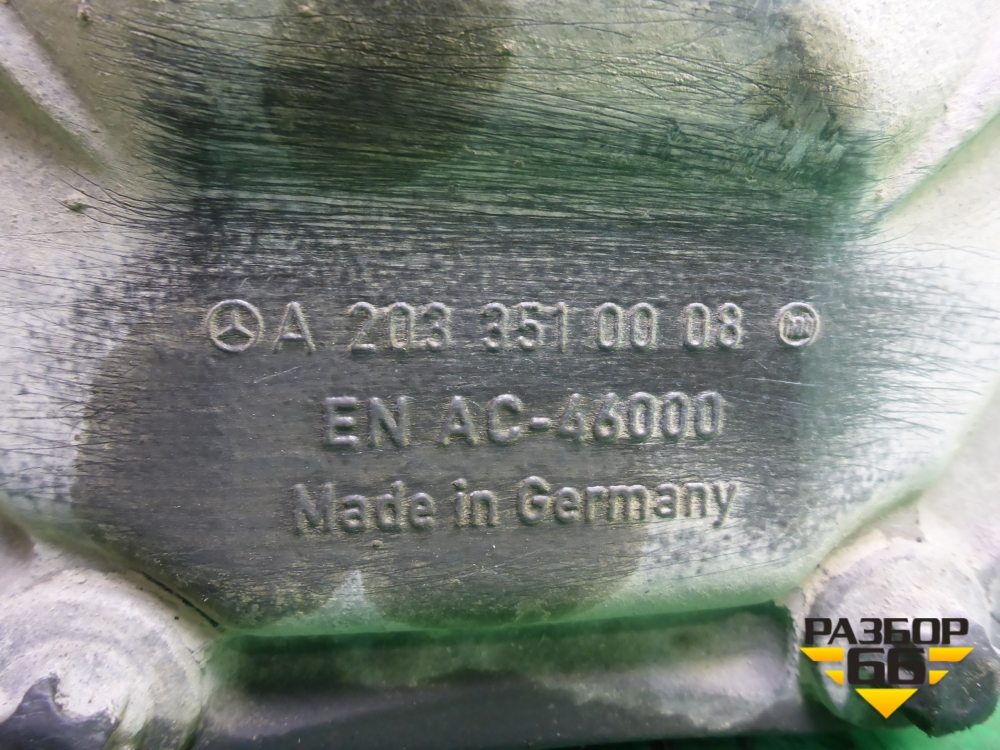 A 203 351 00 08
EN AC-46000
Made in Germany
РАЗБОР
66